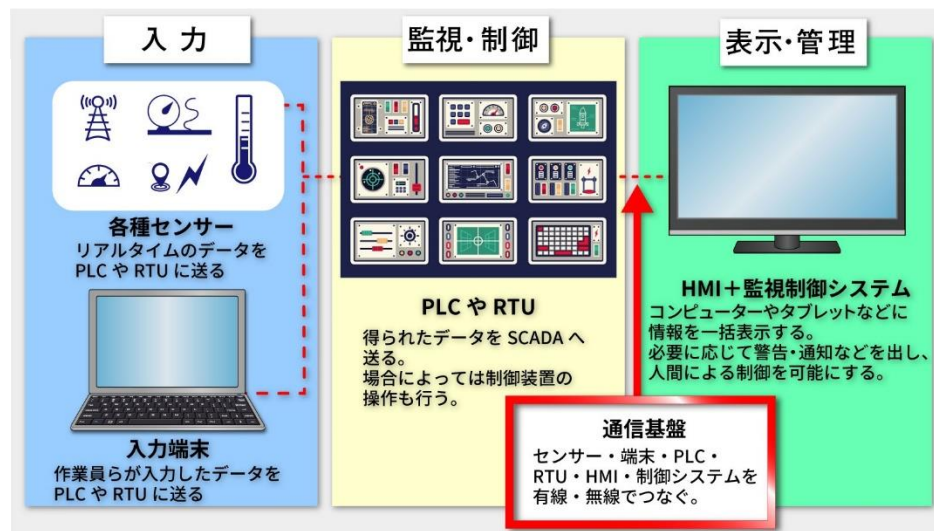 入力
各種センサー
リアルタイムのデータを
PLC や RTU に送る
入力端末
作業員らが入力したデータを
PLC や RTU に送る
監視・制御
PLC や RTU
得られたデータを SCADA へ
送る。
場合によっては制御装置の
操作も行う。
表示・管理
HMI＋監視制御システム
コンピューターやタブレットなどに
情報を一括表示する。
必要に応じて警告・通知などを出し、
人間による制御を可能にする。
通信基盤
センサー・端末・PLC・
RTU・HMI・制御システムを
有線・無線でつなぐ。